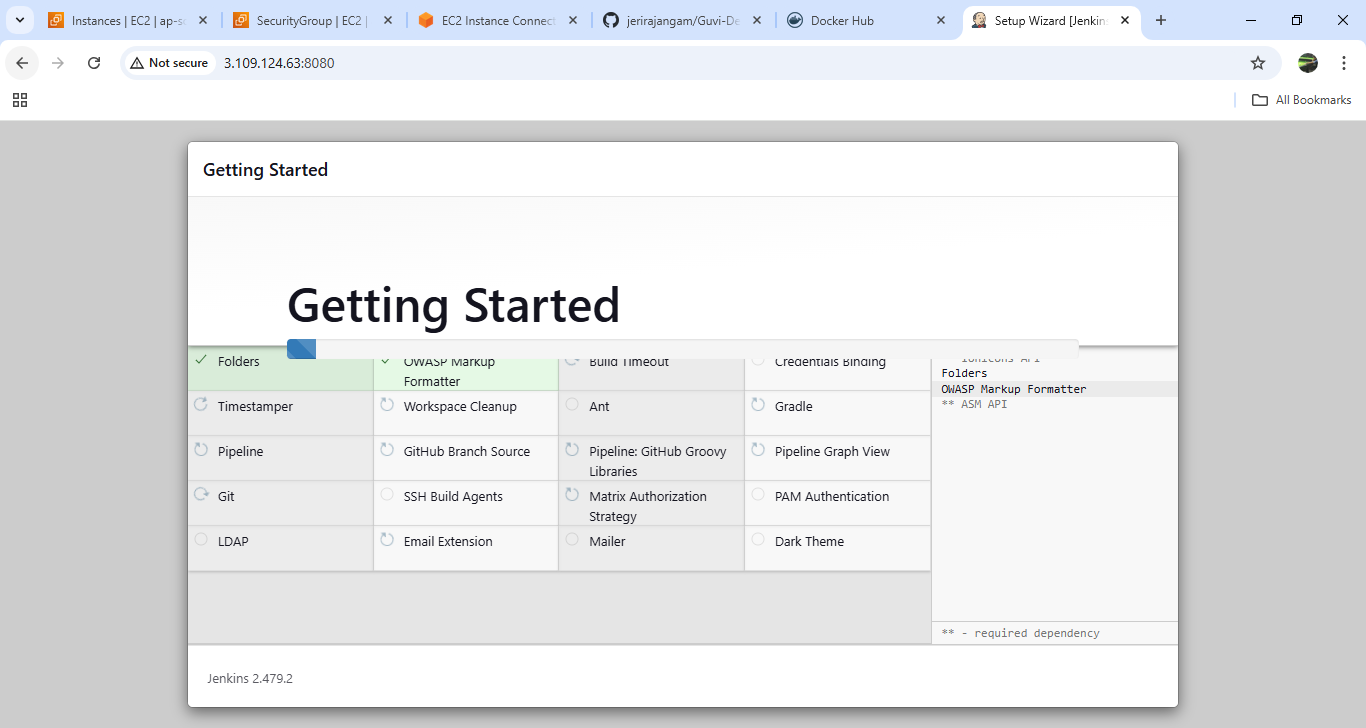 Instances | EC2 | ap-so
SecurityGroup | EC2 |
EC2 Instance Connect
jerirajangam/Guvi-De
Docker Hub
Setup Wizard [Jenkins
Not secure
3.109.124.63:8080
All Bookmarks
Getting Started
Getting Started
Folders
OWASP Markup
Formatter
Build Timeout
Credentials Binding
Timestamper
Workspace Cleanup
Ant
Gradle
Pipeline
GitHub Branch Source
Pipeline: GitHub Groovy
Libraries
Pipeline Graph View
Git
SSH Build Agents
Matrix Authorization
Strategy
PAM Authentication
LDAP
Email Extension
Mailer
Dark Theme
Ionicons API
Folders
OWASP Markup Formatter
** ASM API
** - required dependency
Jenkins 2.479.2